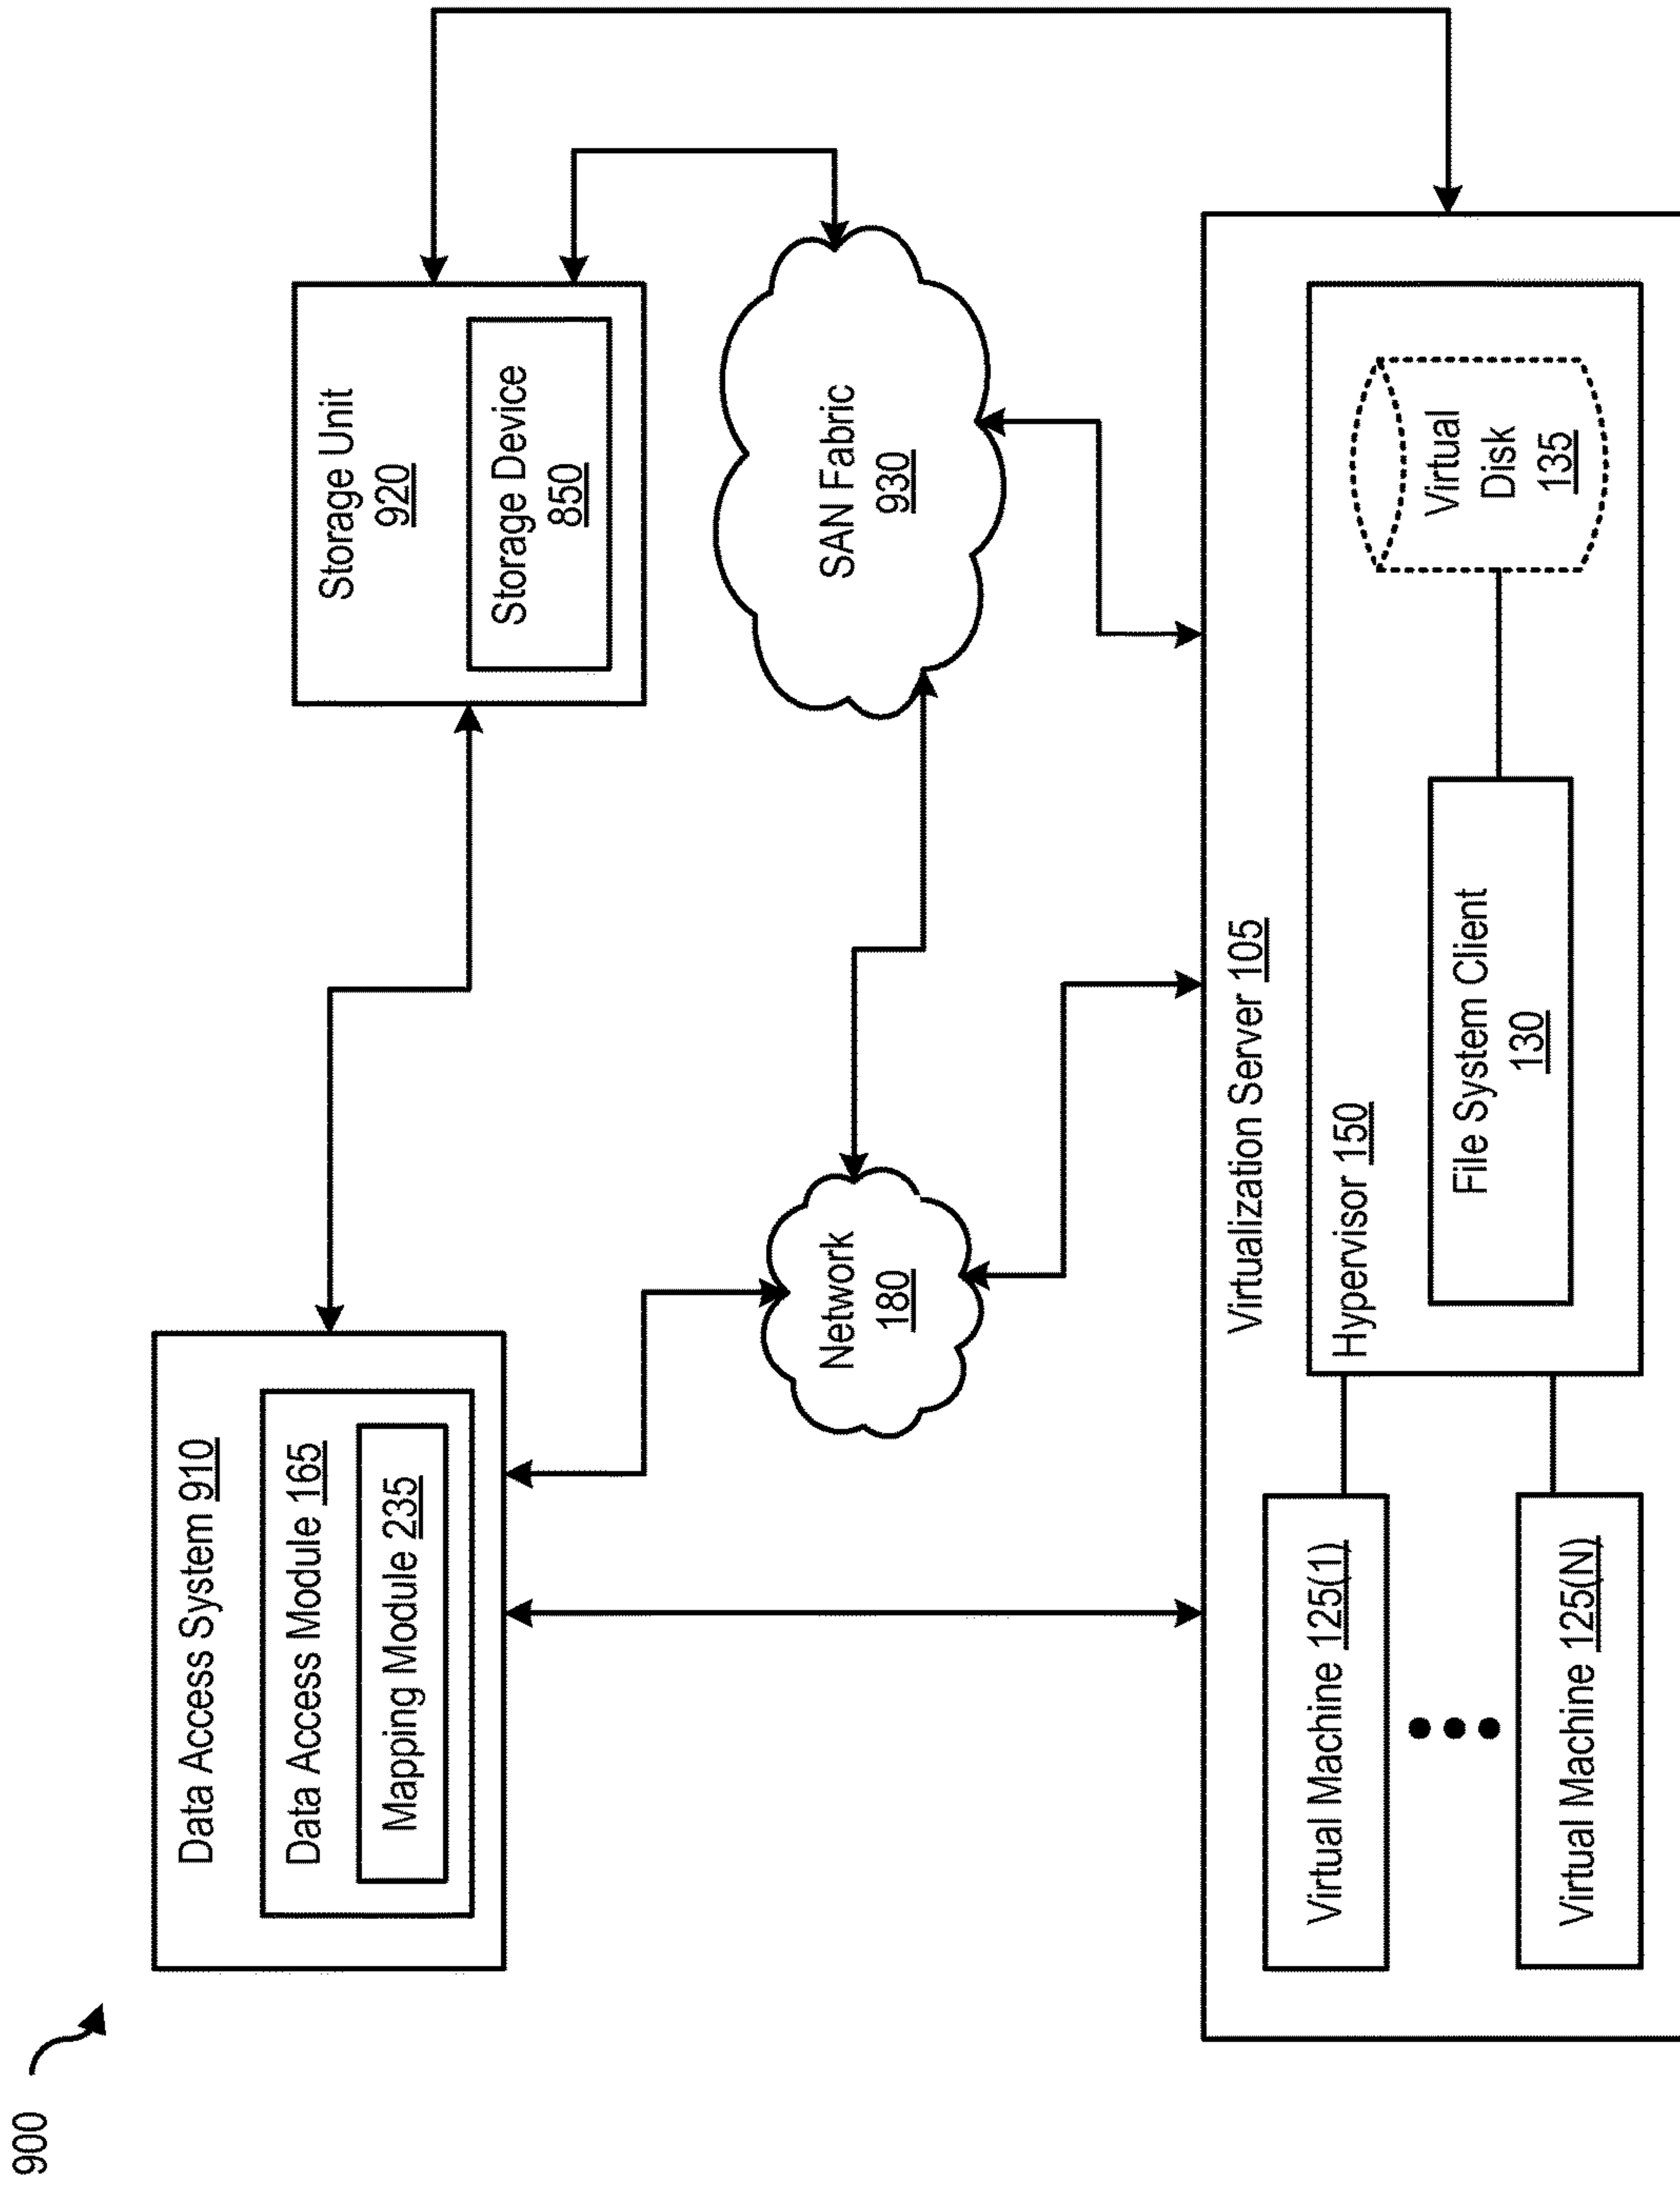 900
Data Access System 910
Data Access Module 165
Mapping Module 235
Storage Unit
920
Storage Device
850
Network
180
SAN Fabric
930
Virtualization Server 105
Virtual Machine 125(1)
Virtual Machine 125(N)
Hypervisor 150
File System Client
130
Virtual
Disk
135